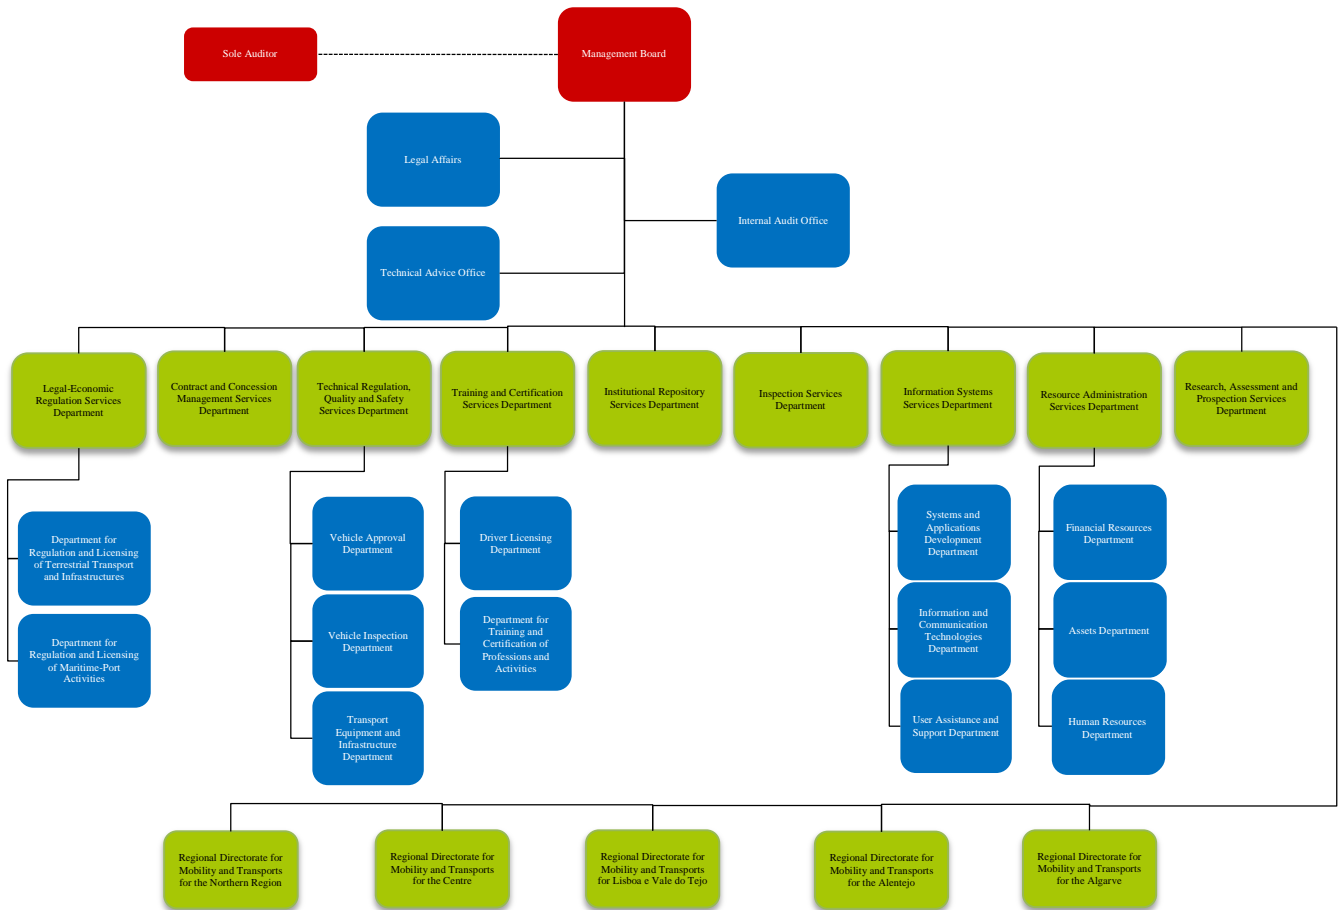 Sole Auditor
Management Board
Legal Affairs
Internal Audit Office
Technical Advice Office
Legal-Economic
Regulation Services
Department
Contract and Concession
Management Services
Department
Technical Regulation,
Quality and Safety
Services Department
Training and Certification
Services Department
Institutional Repository
Services Department
Inspection Services
Department
Information Systems
Services Department
Resource Administration
Services Department
Research, Assessment and
Prospection Services
Department
Department for
Regulation and Licensing
of Terrestrial Transport
and Infrastructures
Department for
Regulation and Licensing
of Maritime-Port
Activities
Vehicle Approval
Department
Vehicle Inspection
Department
Transport
Equipment and
Infrastructure
Department
Driver Licensing
Department
Department for
Training and
Certification of
Professions and
Activities
Systems and
Applications
Development
Department
Information and
Communication
Technologies
Department
User Assistance and
Support Department
Financial Resources
Department
Assets Department
Human Resources
Department
Regional Directorate for
Mobility and Transports
for the Northern Region
Regional Directorate for
Mobility and Transports
for the Centre
Regional Directorate for
Mobility and Transports
for Lisboa e Vale do Tejo
Regional Directorate for
Mobility and Transports
for the Alentejo
Regional Directorate for
Mobility and Transports
for the Algarve